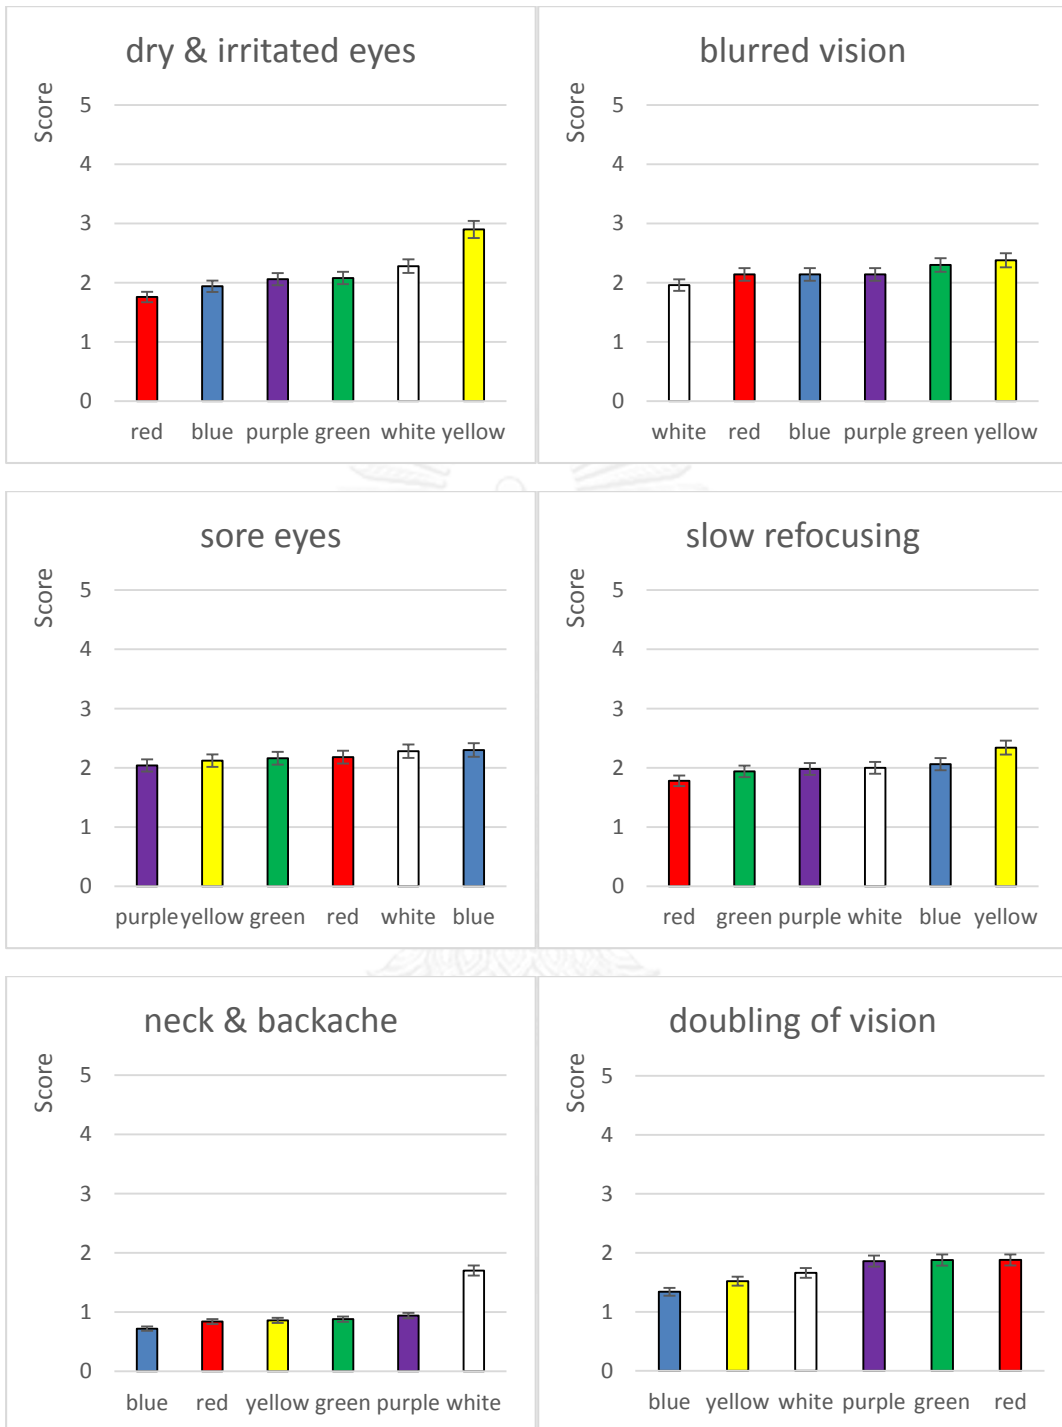 dry & irritated eyes
Score
5
4
3
2
1
0
red blue purple green white yellow
blurred vision
Score
5
4
3
2
1
0
white red blue purple green yellow
sore eyes
Score
5
4
3
2
1
0
purple yellow green red white blue
slow refocusing
Score
5
4
3
2
1
0
red green purple white blue yellow
neck & backache
Score
5
4
3
2
1
0
blue red yellow green purple white
doubling of vision
Score
5
4
3
2
1
0
blue yellow white purple green red